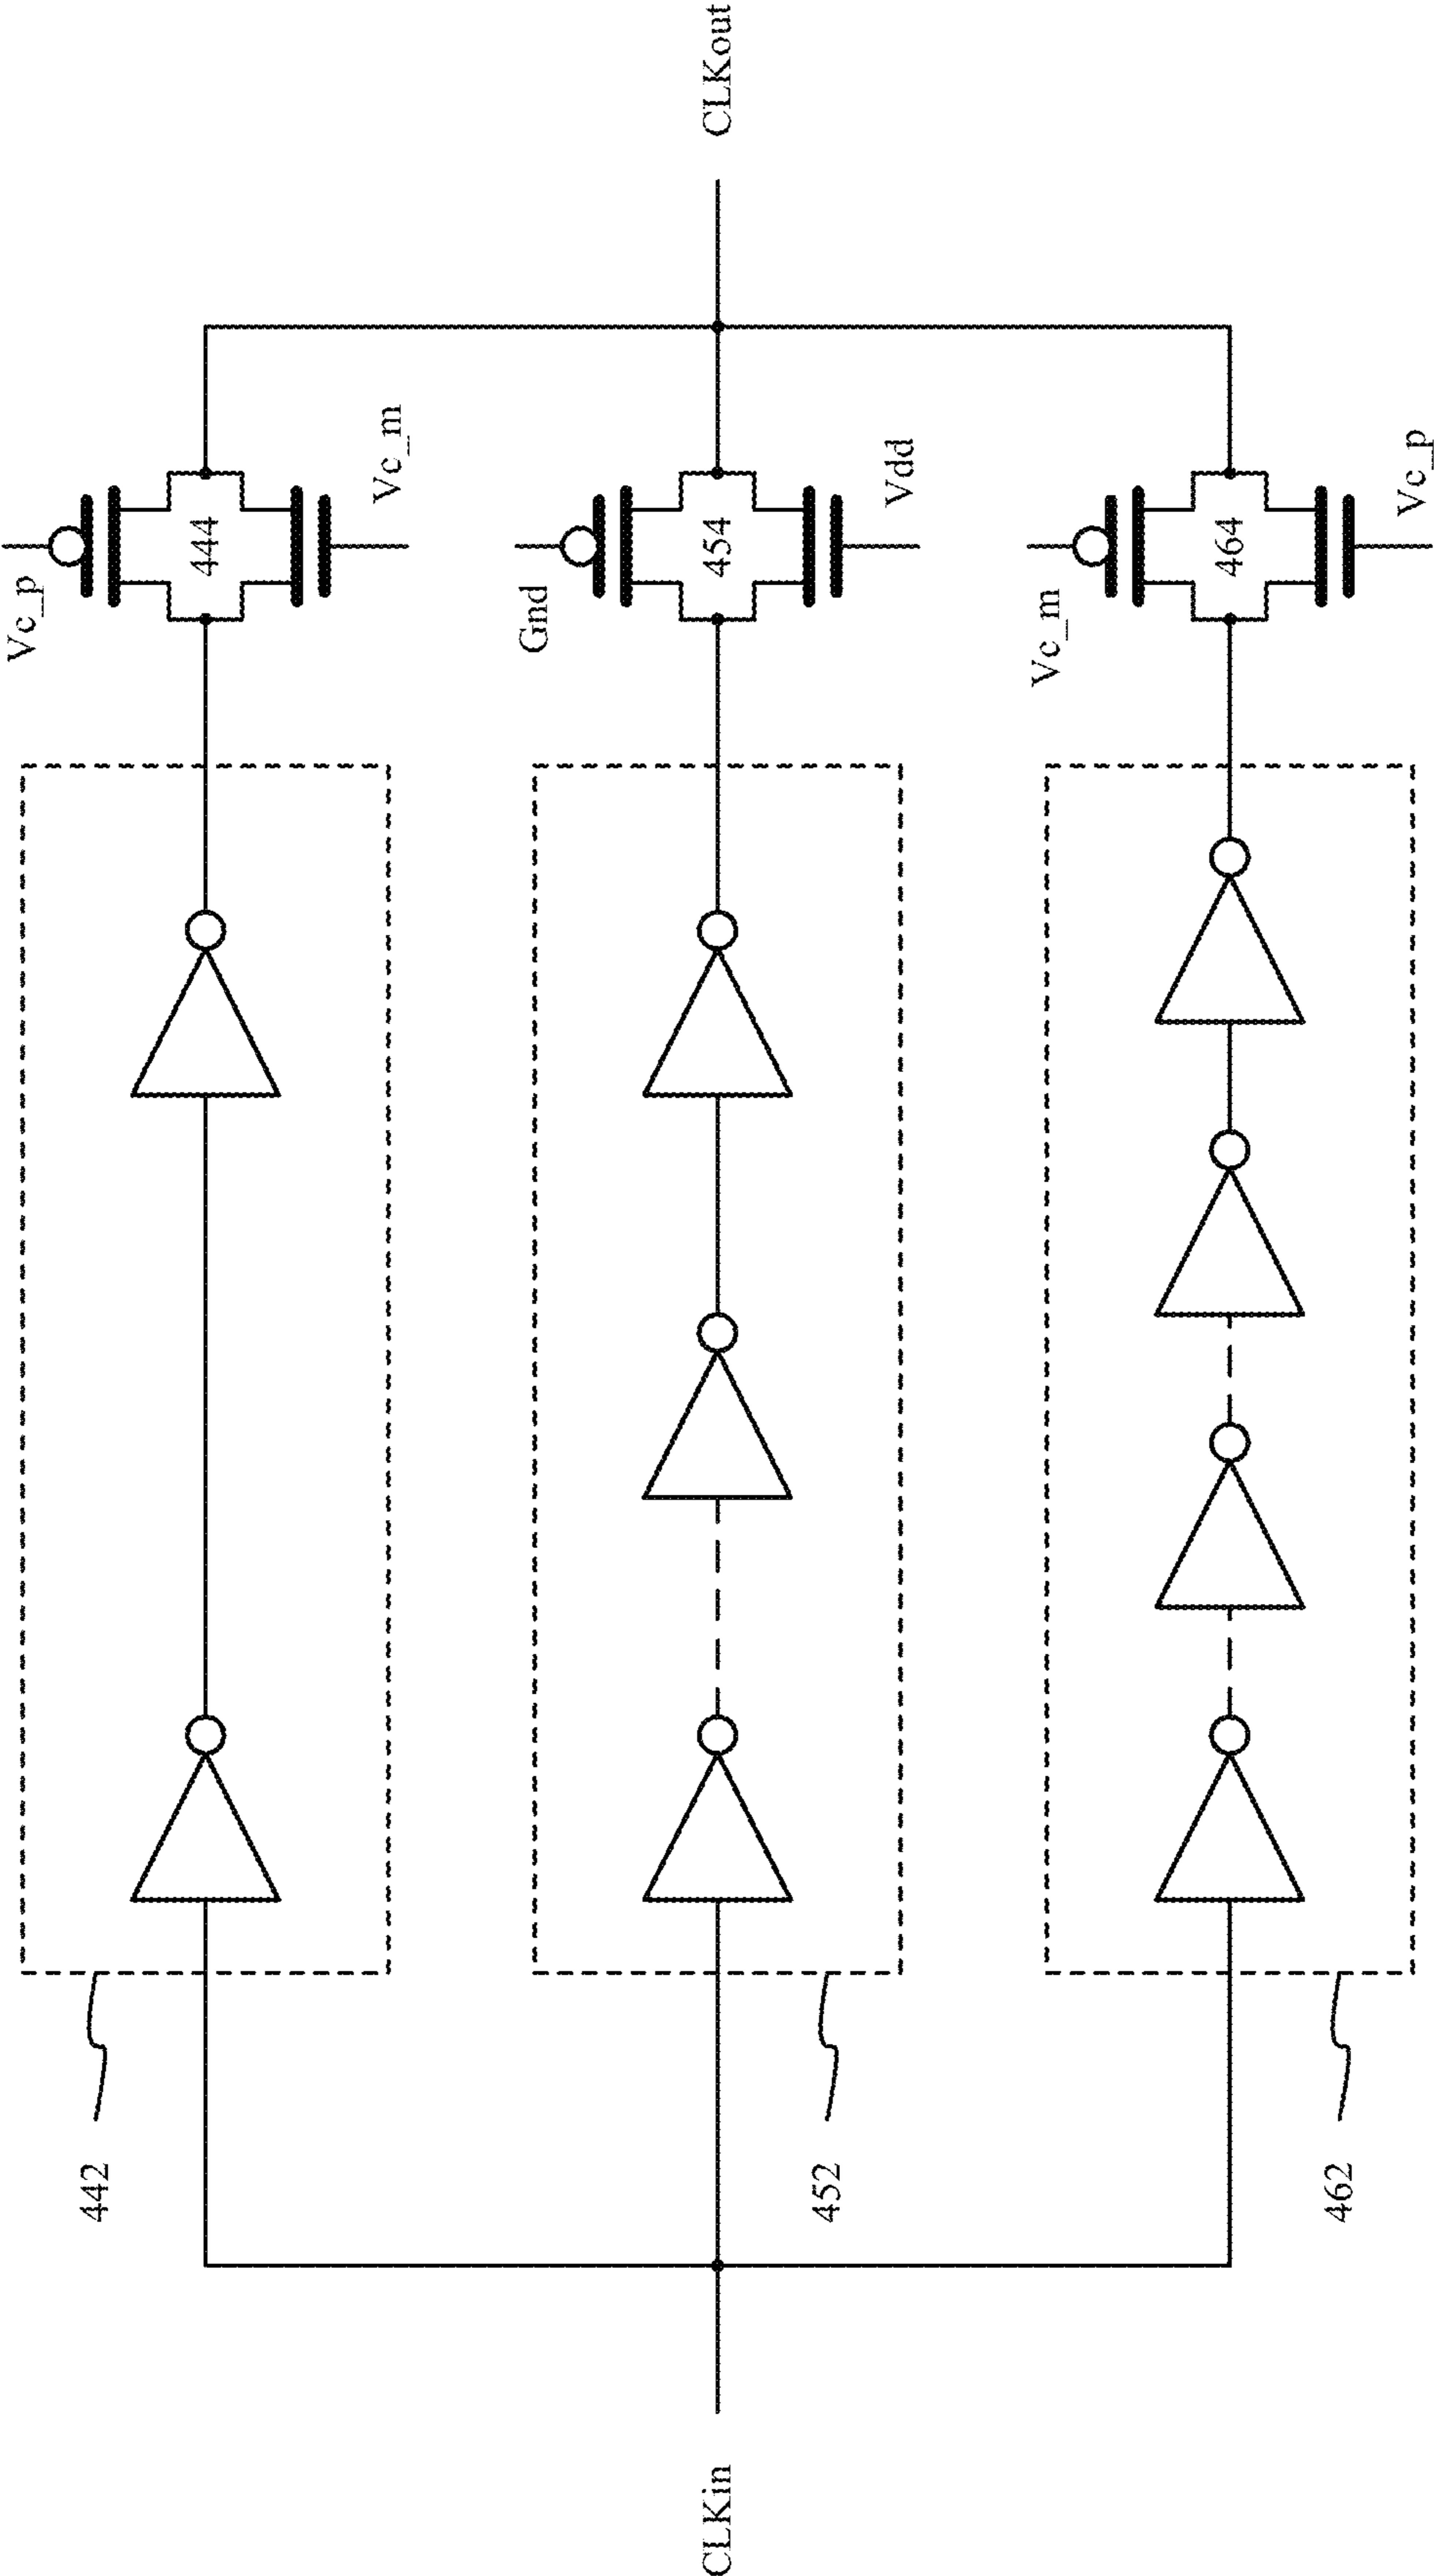 CLKin
442
452
462
Vc_p
444
Vc_m
Gnd
454
Vdd
Vc_m
464
Vc_p
CLKout